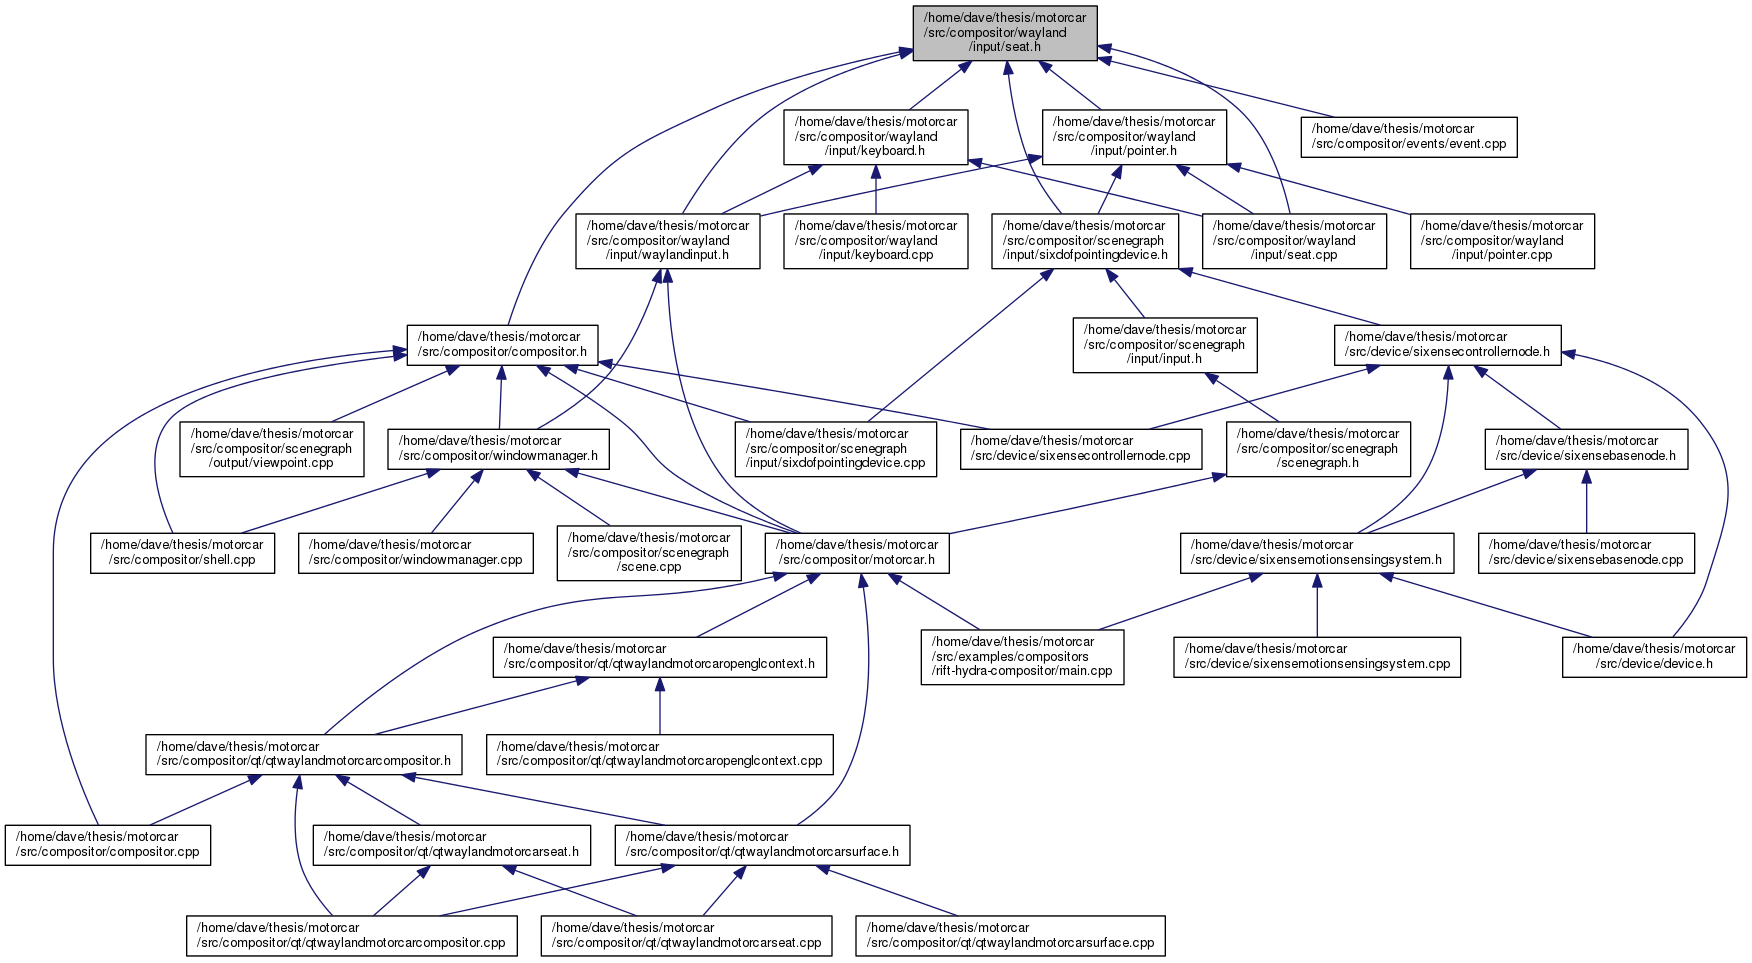 /home/dave/thesis/motorcar
/src/compositor/wayland
/input/seat.h
/home/dave/thesis/motorcar
/src/compositor/wayland
/input/keyboard.h
/home/dave/thesis/motorcar
/src/compositor/wayland
/input/pointer.h
/home/dave/thesis/motorcar
/src/compositor/events/event.cpp
/home/dave/thesis/motorcar
/src/compositor/wayland
/input/waylandinput.h
/home/dave/thesis/motorcar
/src/compositor/wayland
/input/keyboard.cpp
/home/dave/thesis/motorcar
/src/compositor/scenegraph
/input/sixdofpointingdevice.h
/home/dave/thesis/motorcar
/src/compositor/wayland
/input/seat.cpp
/home/dave/thesis/motorcar
/src/compositor/wayland
/input/pointer.cpp
/home/dave/thesis/motorcar
/src/compositor/compositor.h
/home/dave/thesis/motorcar
/src/compositor/scenegraph
/input/input.h
/home/dave/thesis/motorcar
/src/device/sixensecontrollernode.h
/home/dave/thesis/motorcar
/src/compositor/scenegraph
/output/viewpoint.cpp
/home/dave/thesis/motorcar
/src/compositor/windowmanager.h
/home/dave/thesis/motorcar
/src/compositor/scenegraph
/input/sixdofpointingdevice.cpp
/home/dave/thesis/motorcar
/src/device/sixensecontrollernode.cpp
/home/dave/thesis/motorcar
/src/compositor/scenegraph
/scenegraph.h
/home/dave/thesis/motorcar
/src/device/sixensebasenode.h
/home/dave/thesis/motorcar
/src/compositor/shell.cpp
/home/dave/thesis/motorcar
/src/compositor/windowmanager.cpp
/home/dave/thesis/motorcar
/src/compositor/scenegraph
/scene.cpp
/home/dave/thesis/motorcar
/src/compositor/motorcar.h
/home/dave/thesis/motorcar
/src/device/sixensemotionsensingsystem.h
/home/dave/thesis/motorcar
/src/device/sixensebasenode.cpp
/home/dave/thesis/motorcar
/src/compositor/qt/qtwaylandmotorcaropenglcontext.h
/home/dave/thesis/motorcar
/src/examples/compositors
/rift-hydra-compositor/main.cpp
/home/dave/thesis/motorcar
/src/device/sixensemotionsensingsystem.cpp
/home/dave/thesis/motorcar
/src/device/device.h
/home/dave/thesis/motorcar
/src/compositor/qt/qtwaylandmotorcarcompositor.h
/home/dave/thesis/motorcar
/src/compositor/qt/qtwaylandmotorcaropenglcontext.cpp
/home/dave/thesis/motorcar
/src/compositor/compositor.cpp
/home/dave/thesis/motorcar
/src/compositor/qt/qtwaylandmotorcarseat.h
/home/dave/thesis/motorcar
/src/compositor/qt/qtwaylandmotorcarsurface.h
/home/dave/thesis/motorcar
/src/compositor/qt/qtwaylandmotorcarcompositor.cpp
/home/dave/thesis/motorcar
/src/compositor/qt/qtwaylandmotorcarseat.cpp
/home/dave/thesis/motorcar
/src/compositor/qt/qtwaylandmotorcarsurface.cpp